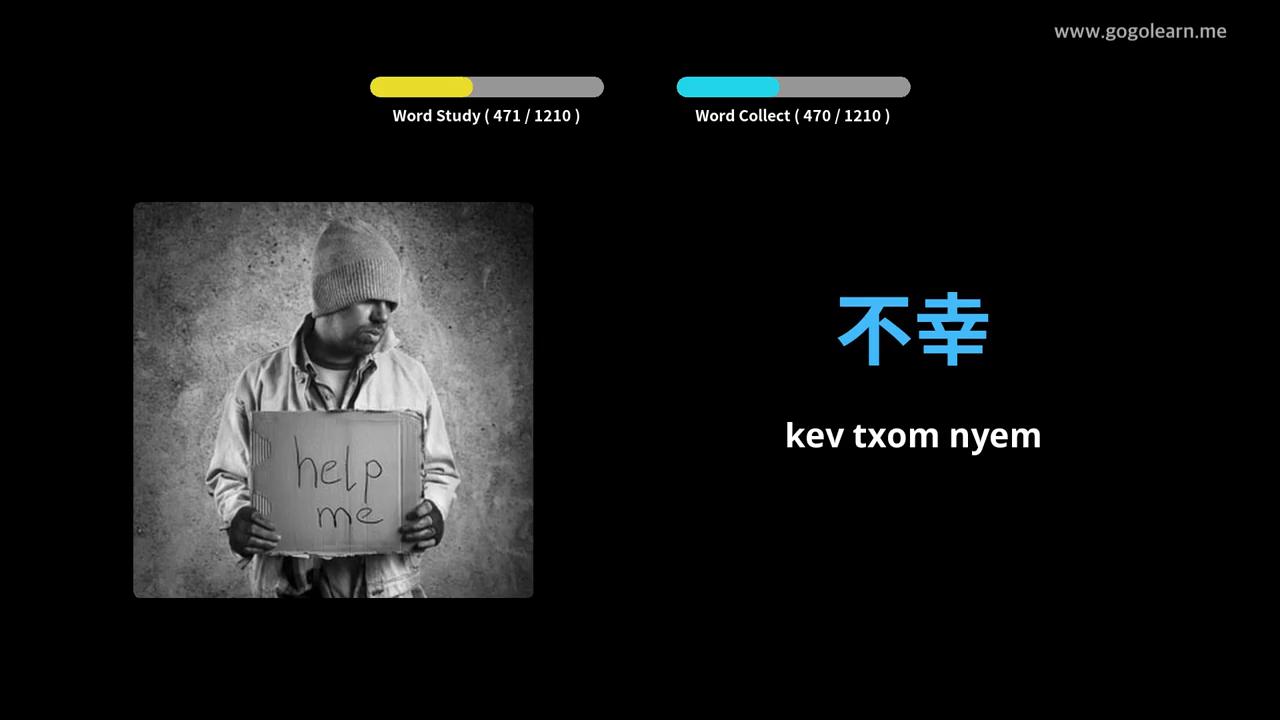 www.gogolearn.me
Word Study ( 471 / 1210 )
Word Collect ( 470 / 1210 )
help
me
不幸
kev txom nyem